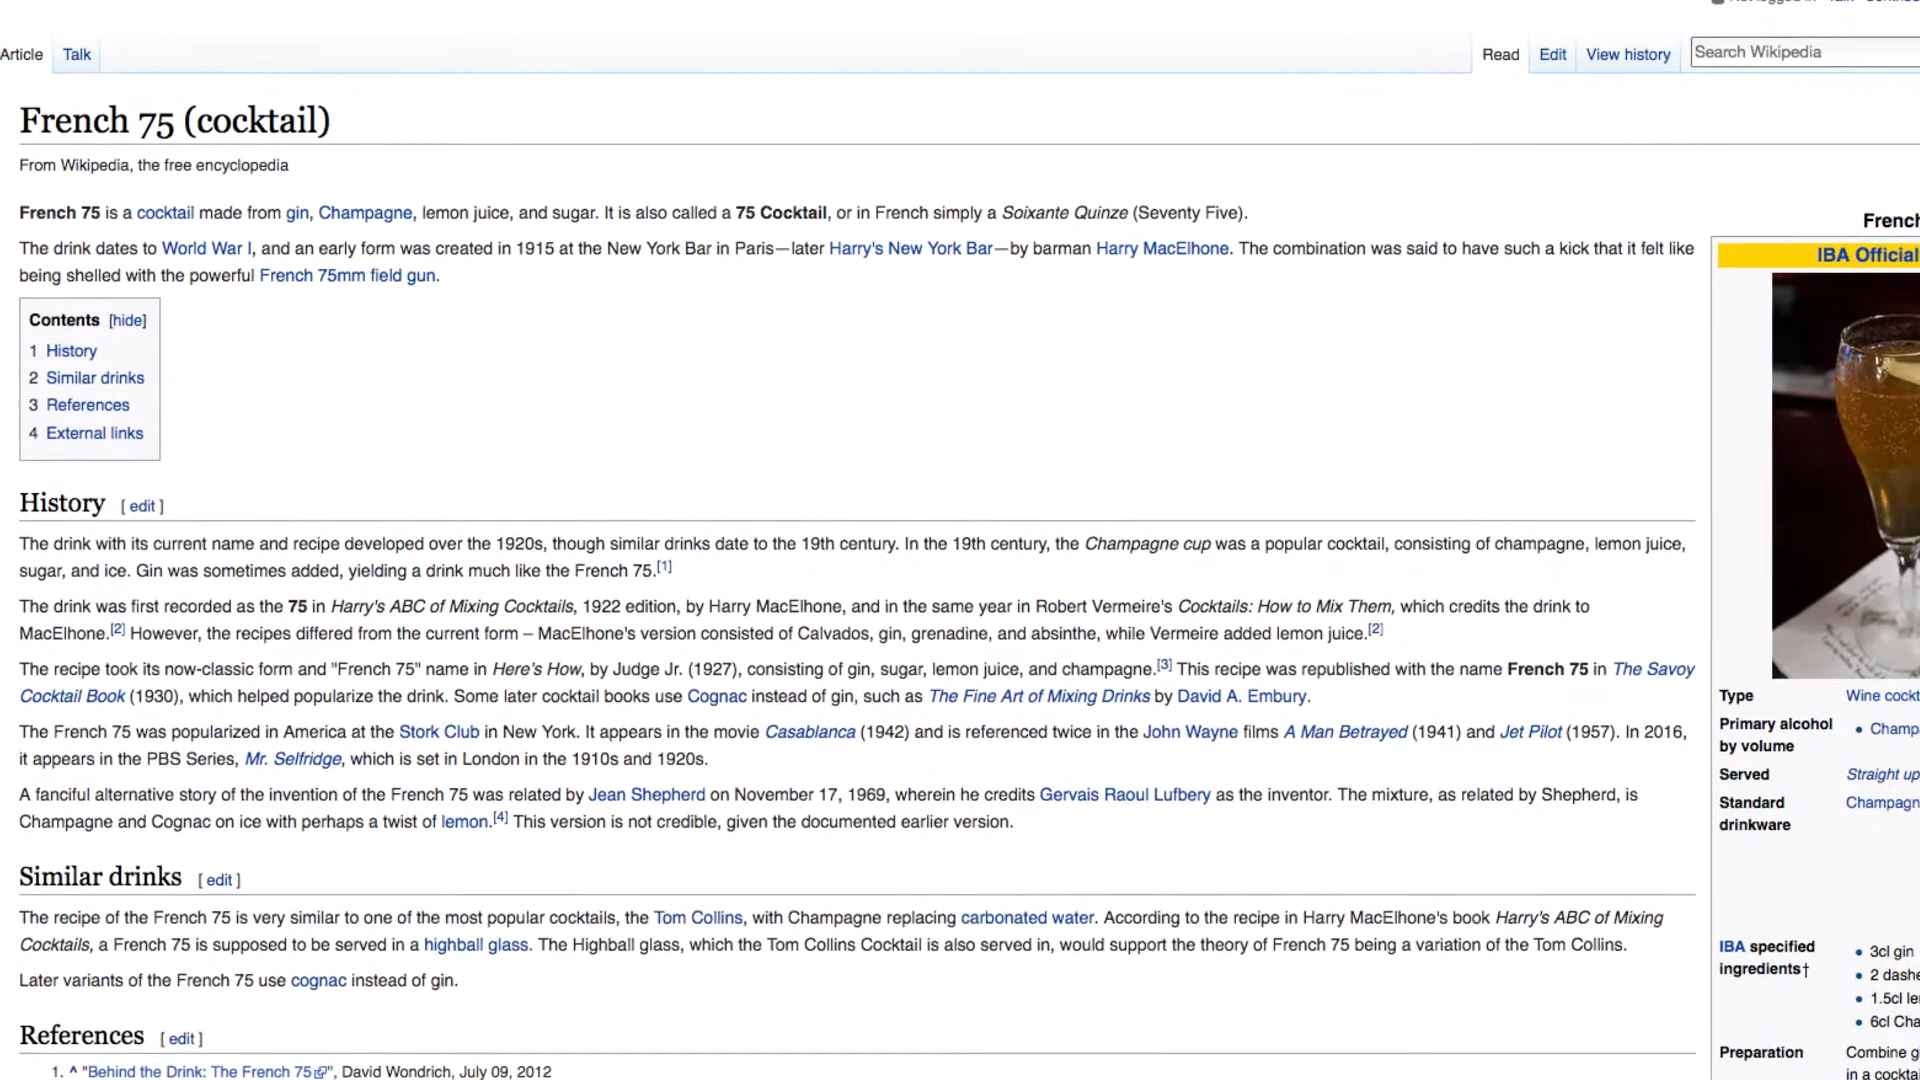 Article Talk Read Edit View history Search Wikipedia
French 75 (cocktail)
From Wikipedia, the free encyclopedia
French 75 is a cocktail made from gin, Champagne, lemon juice, and sugar. It is also called a 75 Cocktail, or in French simply a Soixante Quinze (Seventy Five).
The drink dates to World War I, and an early form was created in 1915 at the New York Bar in Paris—later Harry's New York Bar—by barman Harry MacElhone. The combination was said to have such a kick that it felt like
being shelled with the powerful French 75mm field gun.
Contents [hide]
1 History
2 Similar drinks
3 References
4 External links
History [ edit ]
The drink with its current name and recipe developed over the 1920s, though similar drinks date to the 19th century. In the 19th century, the Champagne cup was a popular cocktail, consisting of champagne, lemon juice,
sugar, and ice. Gin was sometimes added, yielding a drink much like the French 75.[1]
The drink was first recorded as the 75 in Harry's ABC of Mixing Cocktails, 1922 edition, by Harry MacElhone, and in the same year in Robert Vermeire's Cocktails: How to Mix Them, which credits the drink to
MacElhone.[2] However, the recipes differed from the current form – MacElhone's version consisted of Calvados, gin, grenadine, and absinthe, while Vermeire added lemon juice.[2]
The recipe took its now-classic form and "French 75" name in Here's How, by Judge Jr. (1927), consisting of gin, sugar, lemon juice, and champagne.[3] This recipe was republished with the name French 75 in The Savoy
Cocktail Book (1930), which helped popularize the drink. Some later cocktail books use Cognac instead of gin, such as The Fine Art of Mixing Drinks by David A. Embury.
The French 75 was popularized in America at the Stork Club in New York. It appears in the movie Casablanca (1942) and is referenced twice in the John Wayne films A Man Betrayed (1941) and Jet Pilot (1957). In 2016,
it appears in the PBS Series, Mr. Selfridge, which is set in London in the 1910s and 1920s.
A fanciful alternative story of the invention of the French 75 was related by Jean Shepherd on November 17, 1969, wherein he credits Gervais Raoul Lufbery as the inventor. The mixture, as related by Shepherd, is
Champagne and Cognac on ice with perhaps a twist of lemon.[4] This version is not credible, given the documented earlier version.
Similar drinks [ edit ]
The recipe of the French 75 is very similar to one of the most popular cocktails, the Tom Collins, with Champagne replacing carbonated water. According to the recipe in Harry MacElhone's book Harry's ABC of Mixing
Cocktails, a French 75 is supposed to be served in a highball glass. The Highball glass, which the Tom Collins Cocktail is also served in, would support the theory of French 75 being a variation of the Tom Collins.
Later variants of the French 75 use cognac instead of gin.
References [ edit ]
1. ^ "Behind the Drink: The French 75", David Wondrich, July 09, 2012
French
IBA Official
Type Wine cockt
Primary alcohol • Champ
by volume
Served Straight up
Standard Champagn
drinkware
IBA specified • 3cl gin
ingredients† • 2 dashe
• 1.5cl le
• 6cl Cha
Preparation Combine g
in a cockta